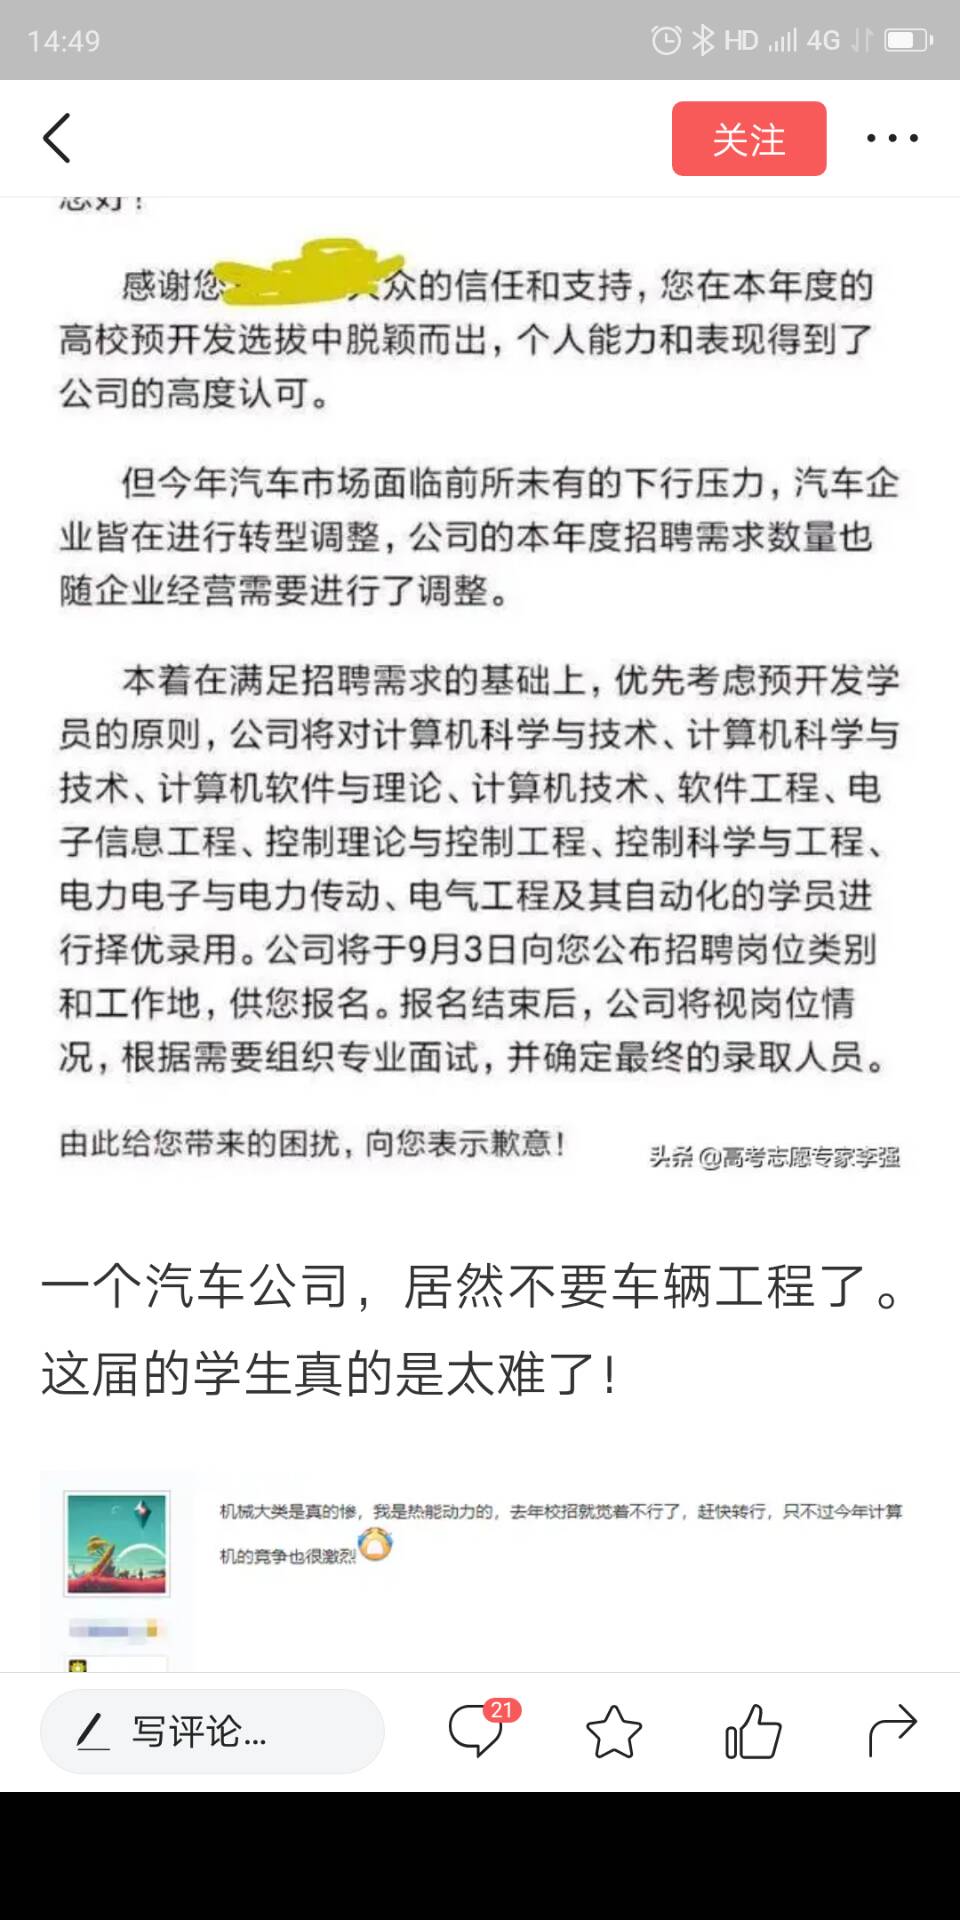 14:49
HD 4G
关注
您好！
感谢您 众的信任和支持，您在本年度的
高校预开发选拔中脱颖而出，个人能力和表现得到了
公司的高度认可。
但今年汽车市场面临前所未有的下行压力，汽车企
业皆在进行转型调整，公司的本年度招聘需求数量也
随企业经营需要进行了调整。
本着在满足招聘需求的基础上，优先考虑预开发学
员的原则，公司将对计算机科学与技术、计算机科学与
技术、计算机软件与理论、计算机技术、软件工程、电
子信息工程、控制理论与控制工程、控制科学与工程、
电力电子与电力传动、电气工程及其自动化的学员进
行择优录用。公司将于9月3日向您公布招聘岗位类别
和工作地，供您报名。报名结束后，公司将视岗位情
况，根据需要组织专业面试，并确定最终的录取人员。
由此给您带来的困扰，向您表示歉意！
头条 @高考志愿专家李强
一个汽车公司，居然不要车辆工程了。
这届的学生真的是太难了！
机械大类是真的惨，我是热能动力的，去年校招就觉着不行了，赶快转行，只不过今年计算
机的竞争也很激烈
写评论...
21